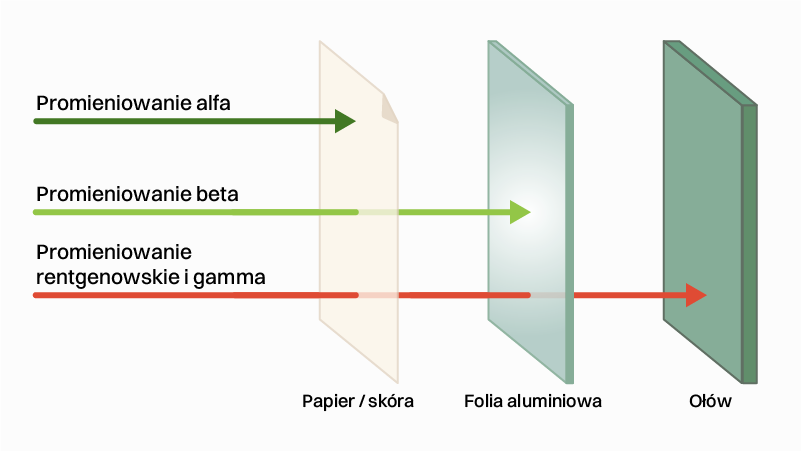 Promieniowanie alfa
Promieniowanie beta
Promieniowanie
rentgenowskie i gamma
Papier / skóra
Folia aluminiowa
Ołów